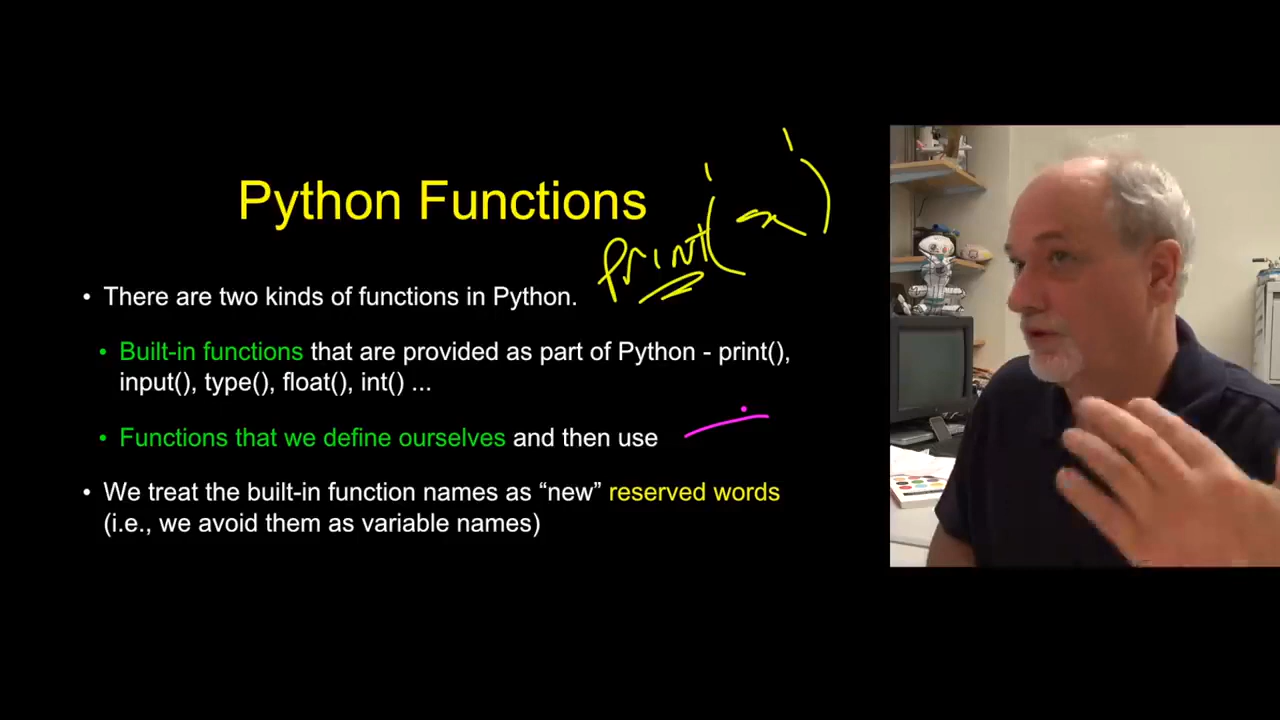 Python Functions
print( )
• There are two kinds of functions in Python.
• Built-in functions that are provided as part of Python - print(),
input(), type(), float(), int() ...
• Functions that we define ourselves and then use
• We treat the built-in function names as “new” reserved words
(i.e., we avoid them as variable names)